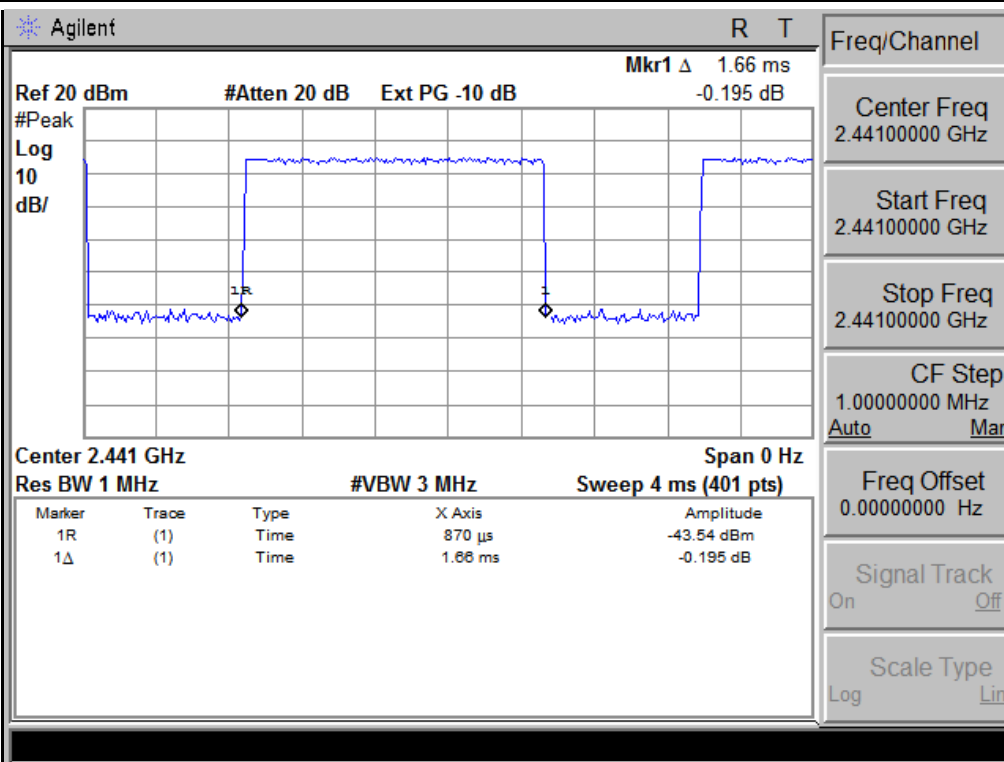 Agilent R T
Mkr1 Δ 1.66 ms
Ref 20 dBm #Atten 20 dB Ext PG -10 dB -0.195 dB
#Peak
Log
10
dB/
1R 1
Center 2.441 GHz Span 0 Hz
Res BW 1 MHz #VBW 3 MHz Sweep 4 ms (401 pts)
Marker Trace Type X Axis Amplitude
1R (1) Time 870 µs -43.54 dBm
1Δ (1) Time 1.66 ms -0.195 dB
Freq/Channel
Center Freq
2.44100000 GHz
Start Freq
2.44100000 GHz
Stop Freq
2.44100000 GHz
CF Step
1.00000000 MHz
Auto Man
Freq Offset
0.00000000 Hz
Signal Track
On Off
Scale Type
Log Lin